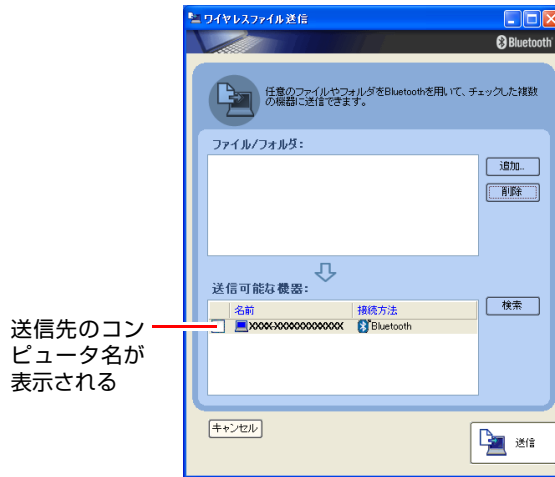 ワイヤレスファイル送信
Bluetooth
任意のファイルやフォルダをBluetoothを用いて、チェックした複数
の機器に送信できます。
ファイル/フォルダ:
追加...
削除
送信可能な機器:
名前 接続方法
XXXX-XXXXXXXXXXXX Bluetooth
検索
送信先のコン
ピュータ名が
表示される
キャンセル
送信